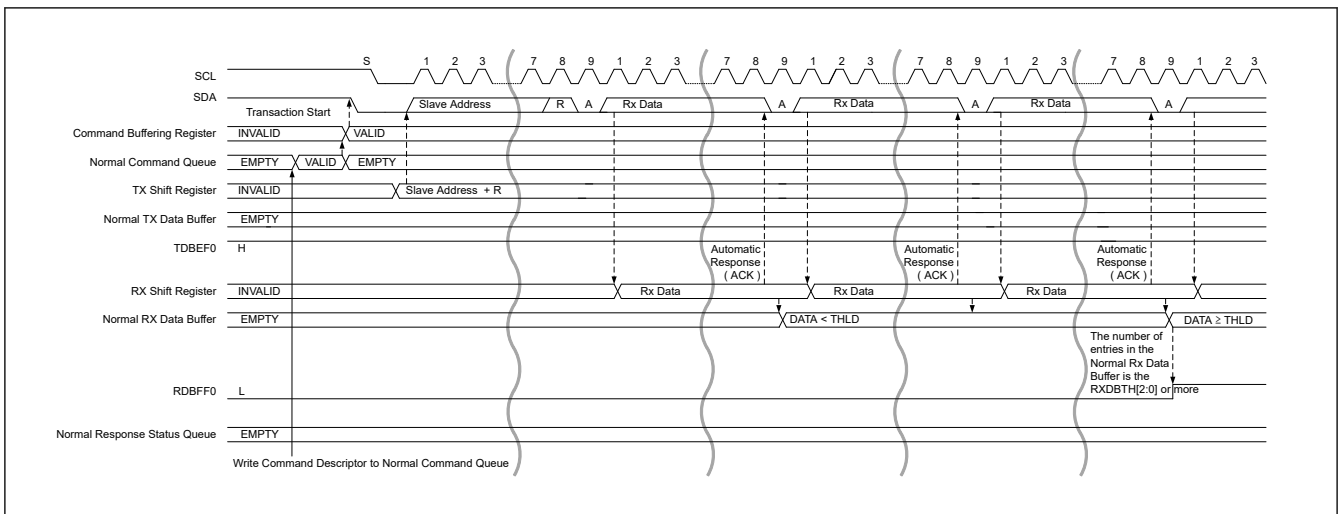 S 1 2 3 7 8 9 1 2 3 7 8 9 1 2 3 7 8 9 1 2 3 7 8 9 1 2 3
SCL
SDA Transaction Start Slave Address R A Rx Data A Rx Data A Rx Data A
Command Buffering Register INVALID VALID
Normal Command Queue EMPTY VALID EMPTY
TX Shift Register INVALID Slave Address + R
Normal TX Data Buffer EMPTY
TDBEF0 H
Automatic Response ( ACK )
Automatic Response ( ACK )
Automatic Response ( ACK )
RX Shift Register INVALID Rx Data Rx Data Rx Data
Normal RX Data Buffer EMPTY DATA < THLD DATA ≥ THLD
The number of
entries in the
Normal Rx Data
Buffer is the
RXDBTH[2:0] or more
RDBFF0 L
Normal Response Status Queue EMPTY
Write Command Descriptor to Normal Command Queue